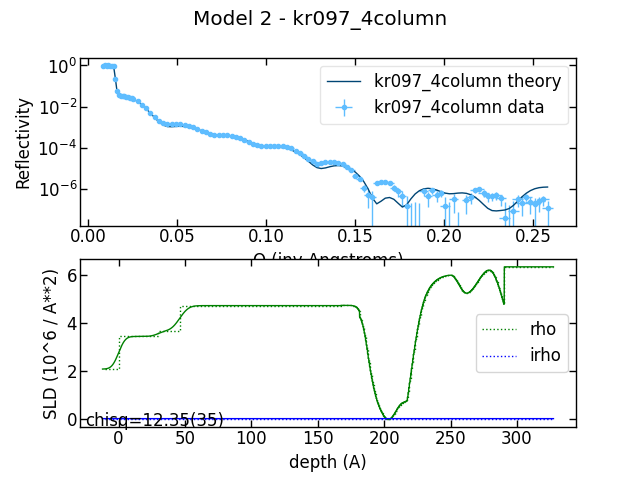 Model 2 - kr097_4column
10^0
10^-2
10^-4
10^-6
Reflectivity
kr097_4column theory
kr097_4column data
0.00 0.05 0.10 0.15 0.20 0.25
Q (inv Angstroms)
6
4
2
0
SLD (10^6 / A**2)
rho
irho
chisq=12.35(35)
0 50 100 150 200 250 300
depth (A)